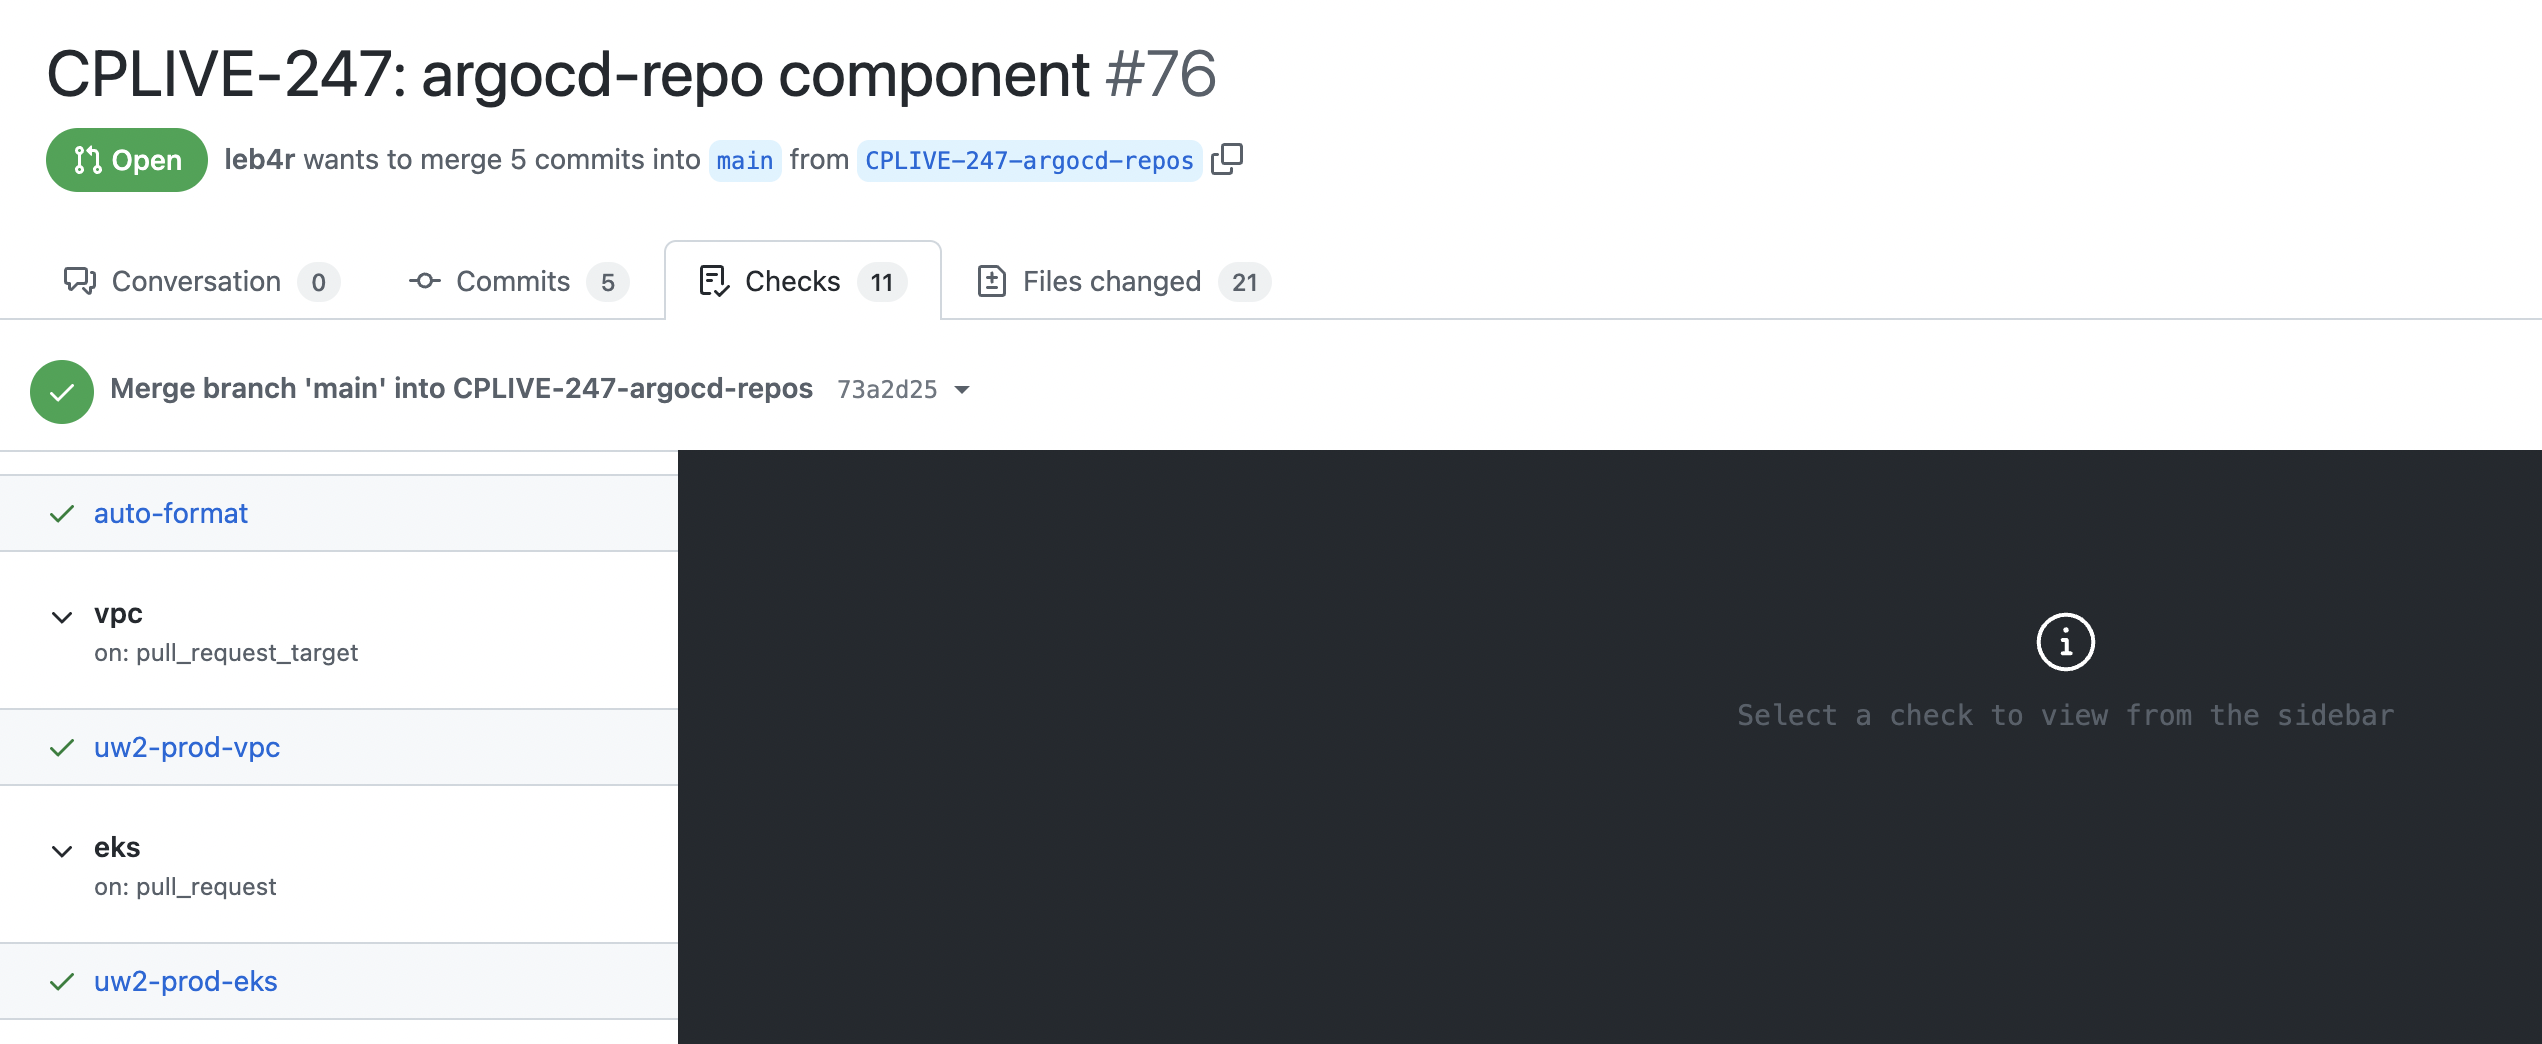 CPLIVE-247: argocd-repo component #76
Open leb4r wants to merge 5 commits into main from CPLIVE-247-argocd-repos
Conversation 0 Commits 5 Checks 11 Files changed 21
Merge branch 'main' into CPLIVE-247-argocd-repos 73a2d25
auto-format
vpc
on: pull_request_target
uw2-prod-vpc
eks
on: pull_request
uw2-prod-eks
Select a check to view from the sidebar